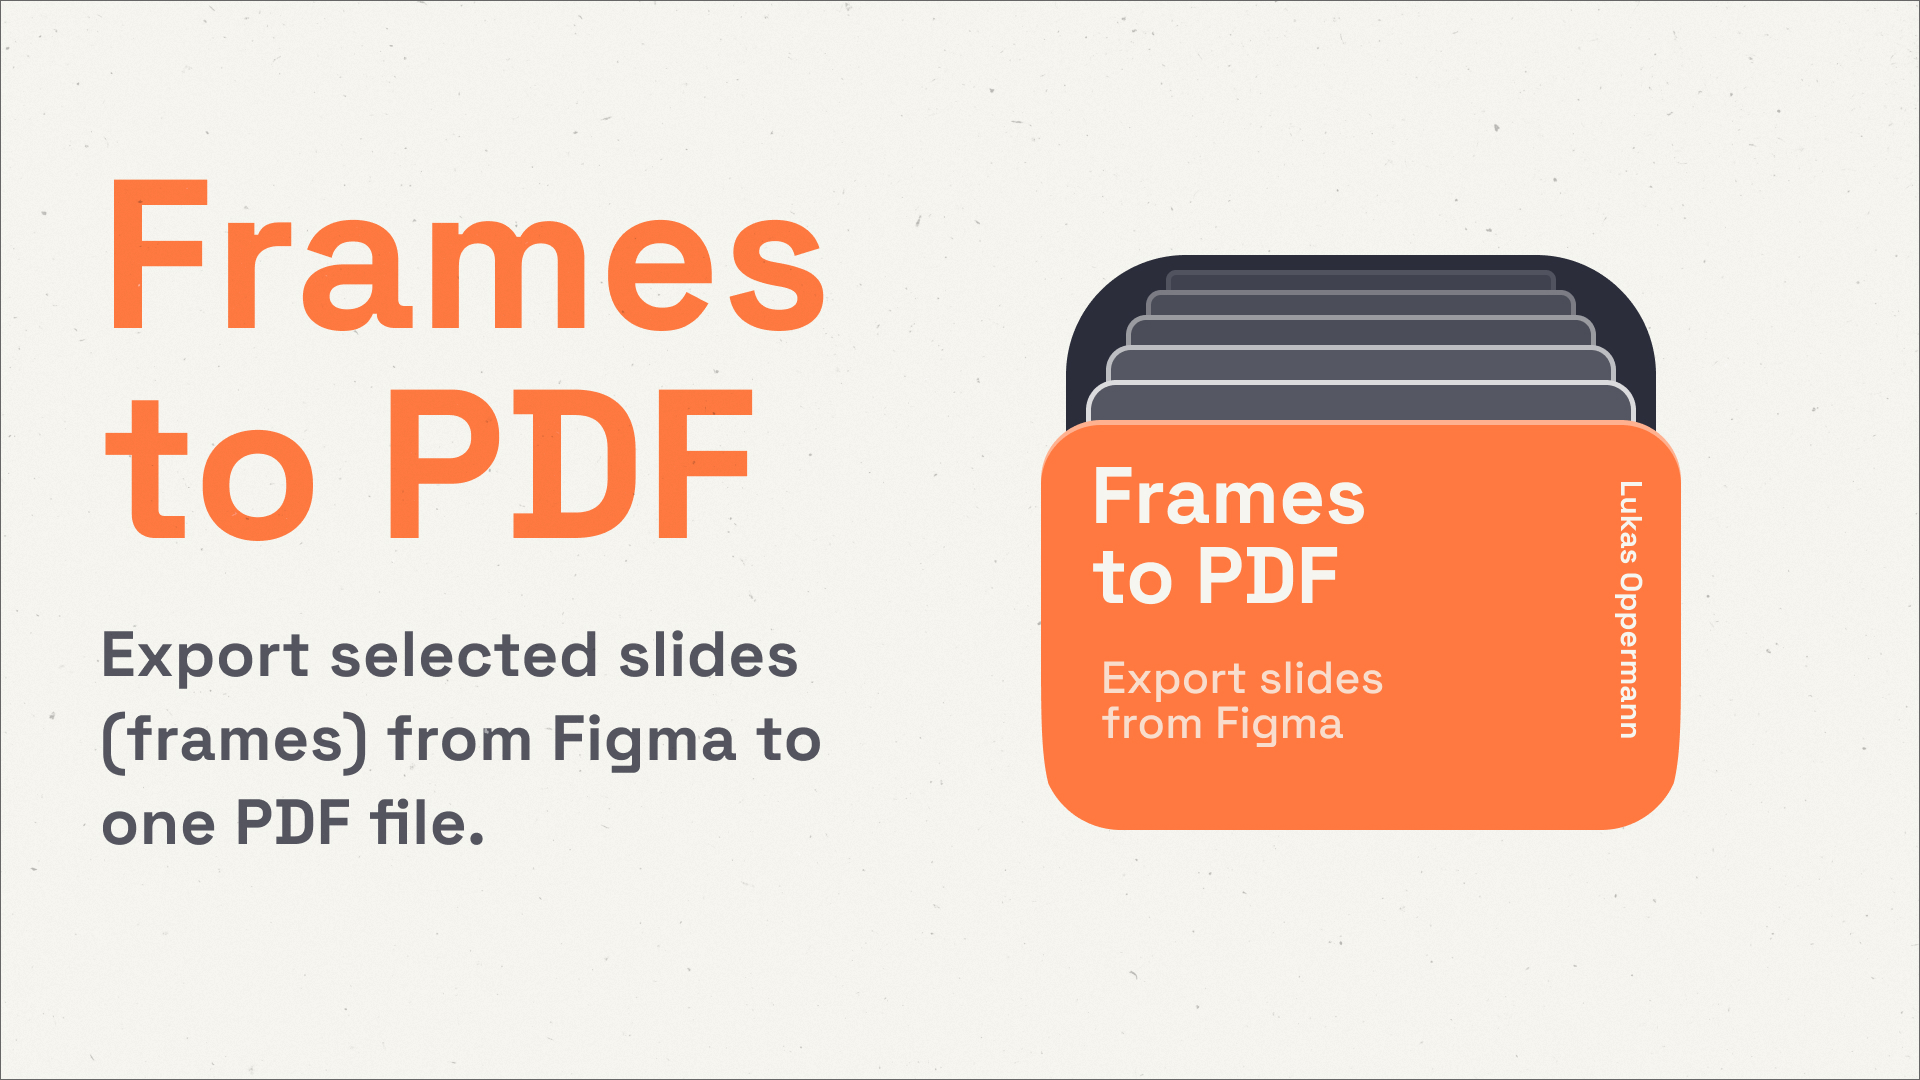 Frames
to PDF
Export selected slides
(frames) from Figma to
one PDF file.
Frames
to PDF
Export slides
from Figma
Lukas Oppermann